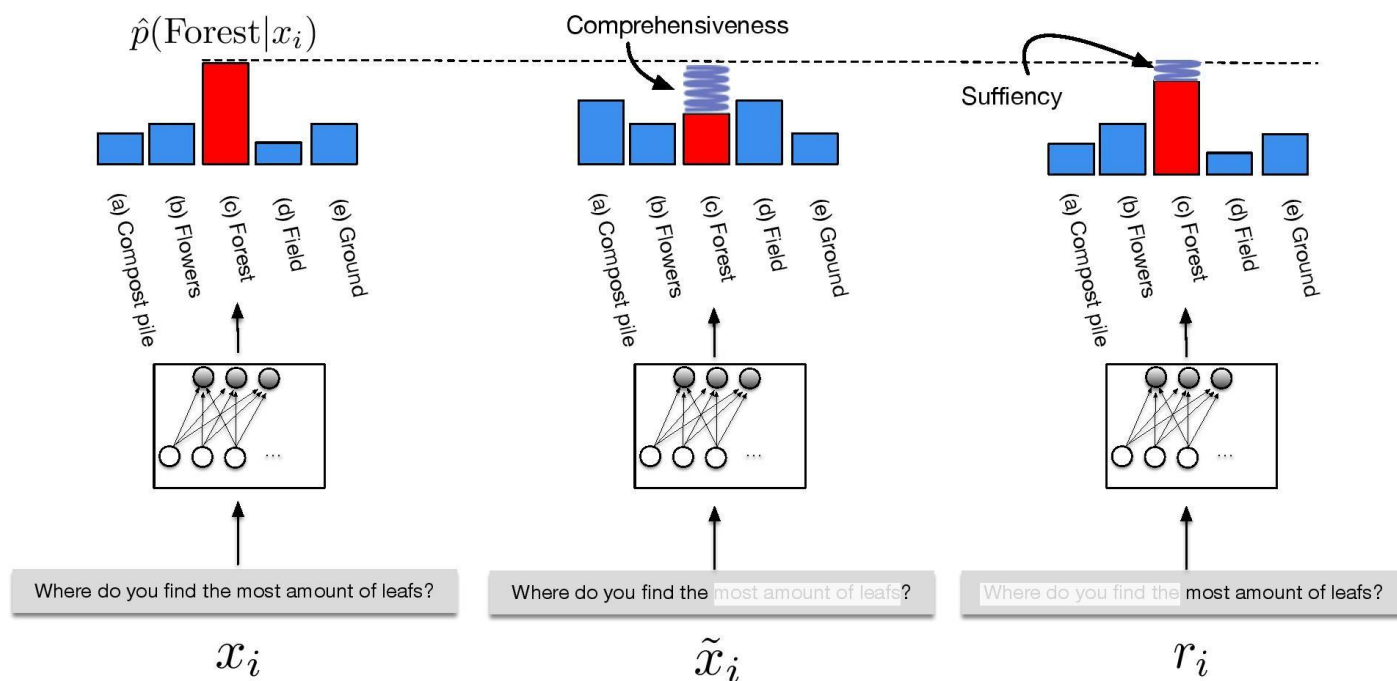 p̂(Forest|xᵢ)
Comprehensiveness
Suffiency
(a) Compost pile
(b) Flowers
(c) Forest
(d) Field
(e) Ground
(a) Compost pile
(b) Flowers
(c) Forest
(d) Field
(e) Ground
(a) Compost pile
(b) Flowers
(c) Forest
(d) Field
(e) Ground
...
...
...
Where do you find the most amount of leafs?
Where do you find the most amount of leafs?
Where do you find the most amount of leafs?
xᵢ
x̃ᵢ
rᵢ